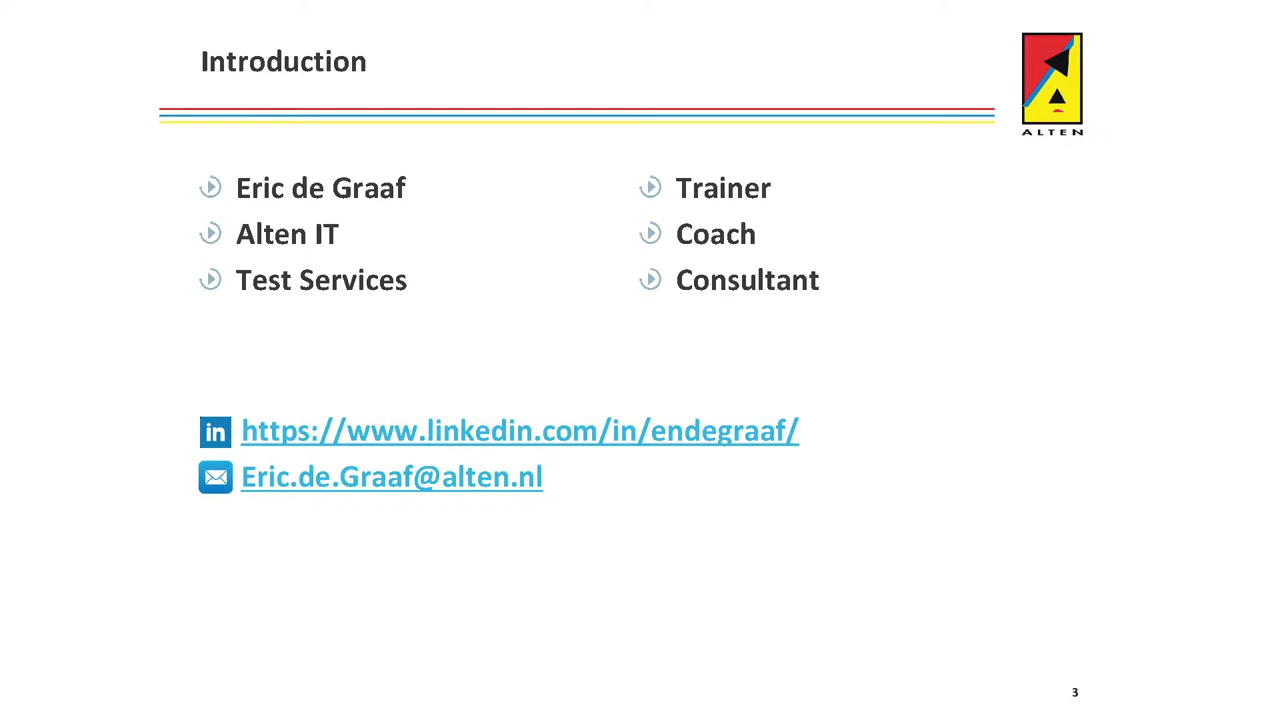 Introduction
ALTEN
Eric de Graaf
Alten IT
Test Services
Trainer
Coach
Consultant
in https://www.linkedin.com/in/endegraaf/
Eric.de.Graaf@alten.nl
3